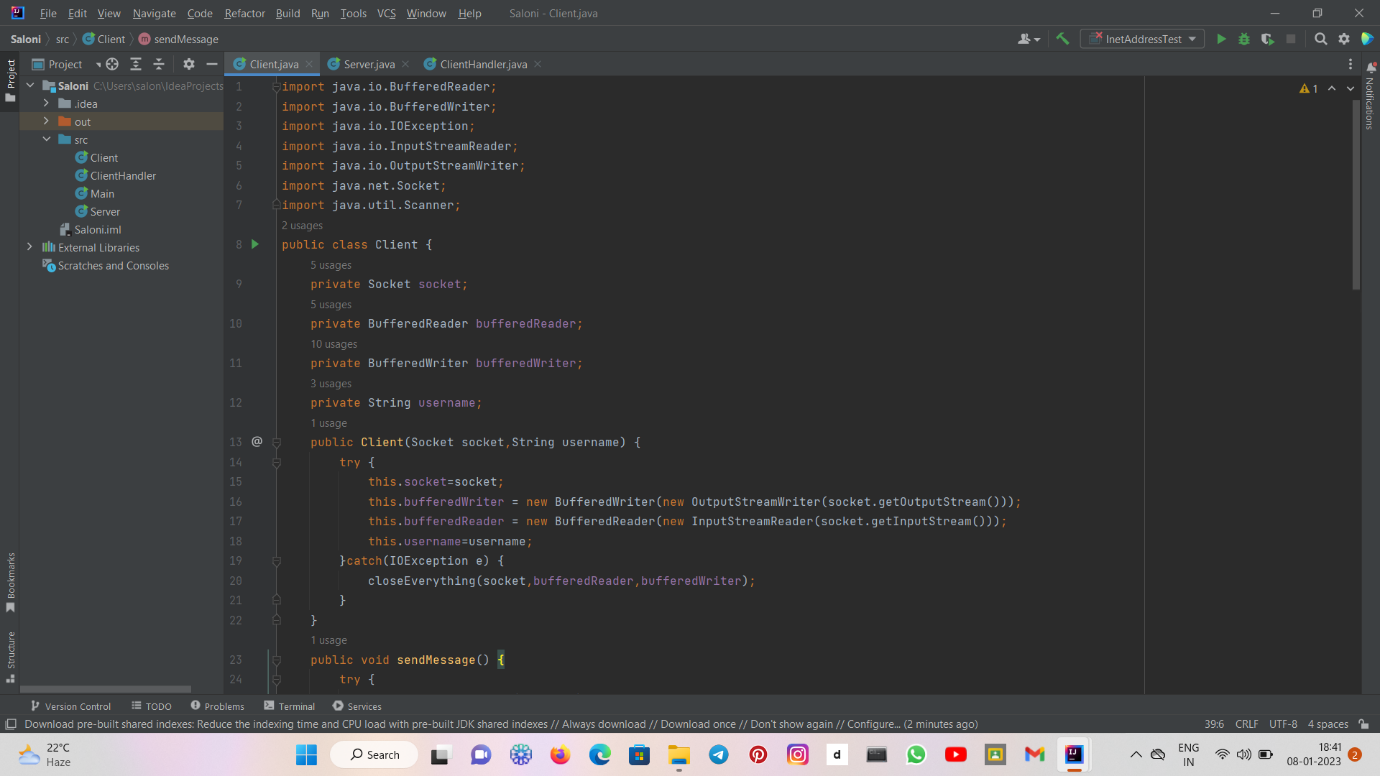 File Edit View Navigate Code Refactor Build Run Tools VCS Window Help Saloni - Client.java
Saloni src Client sendMessage InetAddressTest
Project Client.java Server.java ClientHandler.java
Project
Saloni C:\Users\salon\IdeaProjects
.idea
out
src
Client
ClientHandler
Main
Server
Saloni.iml
External Libraries
Scratches and Consoles
1 import java.io.BufferedReader;
2 import java.io.BufferedWriter;
3 import java.io.IOException;
4 import java.io.InputStreamReader;
5 import java.io.OutputStreamWriter;
6 import java.net.Socket;
7 import java.util.Scanner;
2 usages
8 public class Client {
5 usages
9 private Socket socket;
5 usages
10 private BufferedReader bufferedReader;
10 usages
11 private BufferedWriter bufferedWriter;
3 usages
12 private String username;
1 usage
13 @ public Client(Socket socket,String username) {
14 try {
15 this.socket=socket;
16 this.bufferedWriter = new BufferedWriter(new OutputStreamWriter(socket.getOutputStream()));
17 this.bufferedReader = new BufferedReader(new InputStreamReader(socket.getInputStream()));
18 this.username=username;
19 }catch(IOException e) {
20 closeEverything(socket,bufferedReader,bufferedWriter);
21 }
22 }
1 usage
23 public void sendMessage() {
24 try {
1
Notifications
Bookmarks
Structure
Version Control TODO Problems Terminal Services
Download pre-built shared indexes: Reduce the indexing time and CPU load with pre-built JDK shared indexes // Always download // Download once // Don't show again // Configure... (2 minutes ago) 39:6 CRLF UTF-8 4 spaces
22°C
Haze
Search
d
ENG
IN
18:41
08-01-2023
2